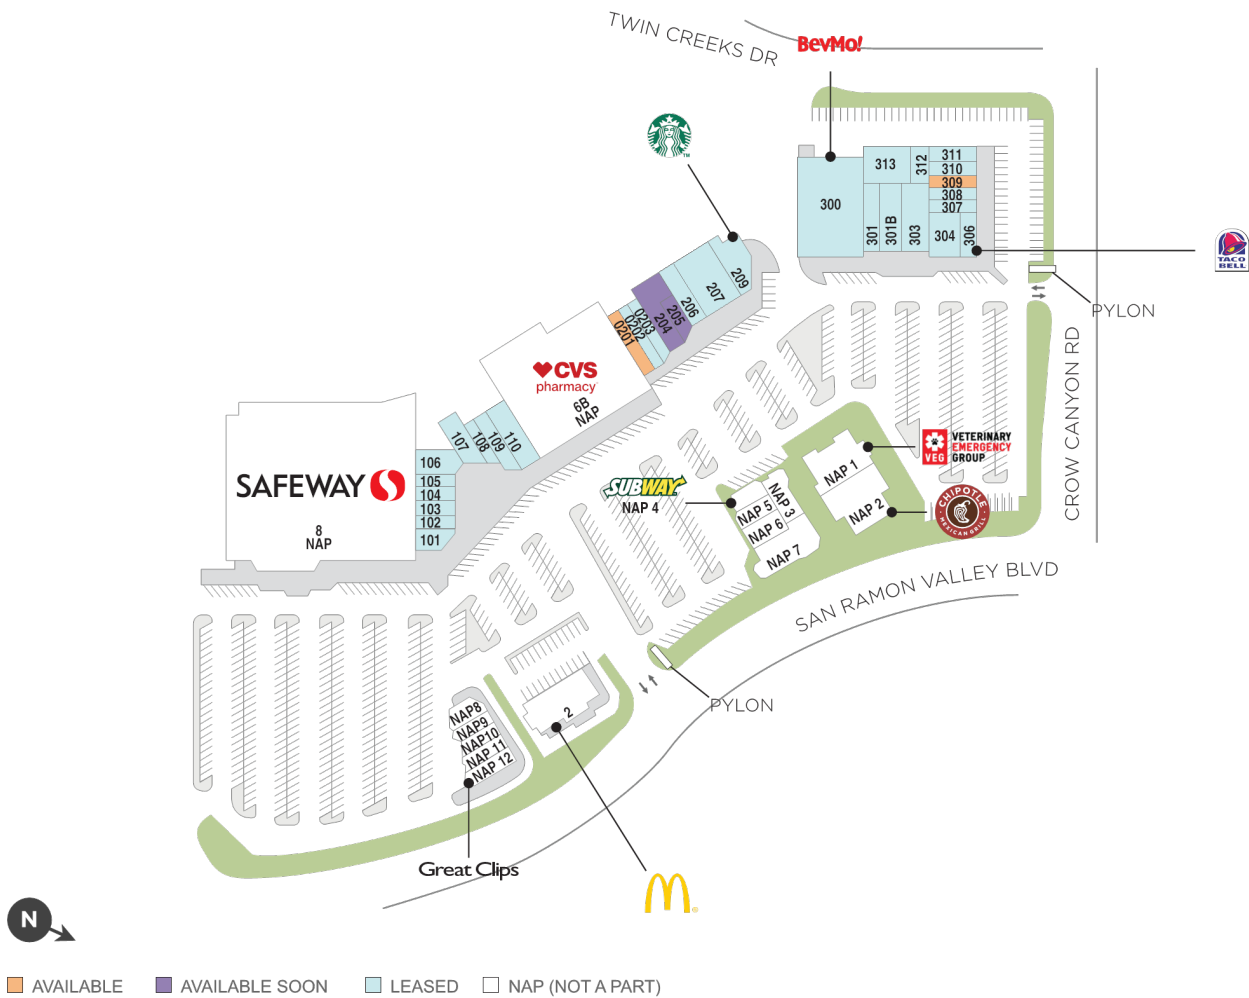 TWIN CREEKS DR
BevMo!
TM
311
313
312
310
309
308
307
300
301
301B
303
304
306
TACO
BELL
PYLON
209
207
206
205
204
0203
0202
0201
CVS
pharmacy
6B
NAP
CROW CANYON RD
110
109
108
107
106
105
104
103
102
101
SAFEWAY
8
NAP
VEG
VETERINARY
EMERGENCY
GROUP
NAP 1
NAP 2
CHIPOTLE
MEXICAN GRILL
SUBWAY
NAP 4
NAP 3
NAP 5
NAP 6
NAP 7
SAN RAMON VALLEY BLVD
PYLON
2
NAP8
NAP9
NAP10
NAP 11
NAP 12
Great Clips
N
AVAILABLE
AVAILABLE SOON
LEASED
NAP (NOT A PART)